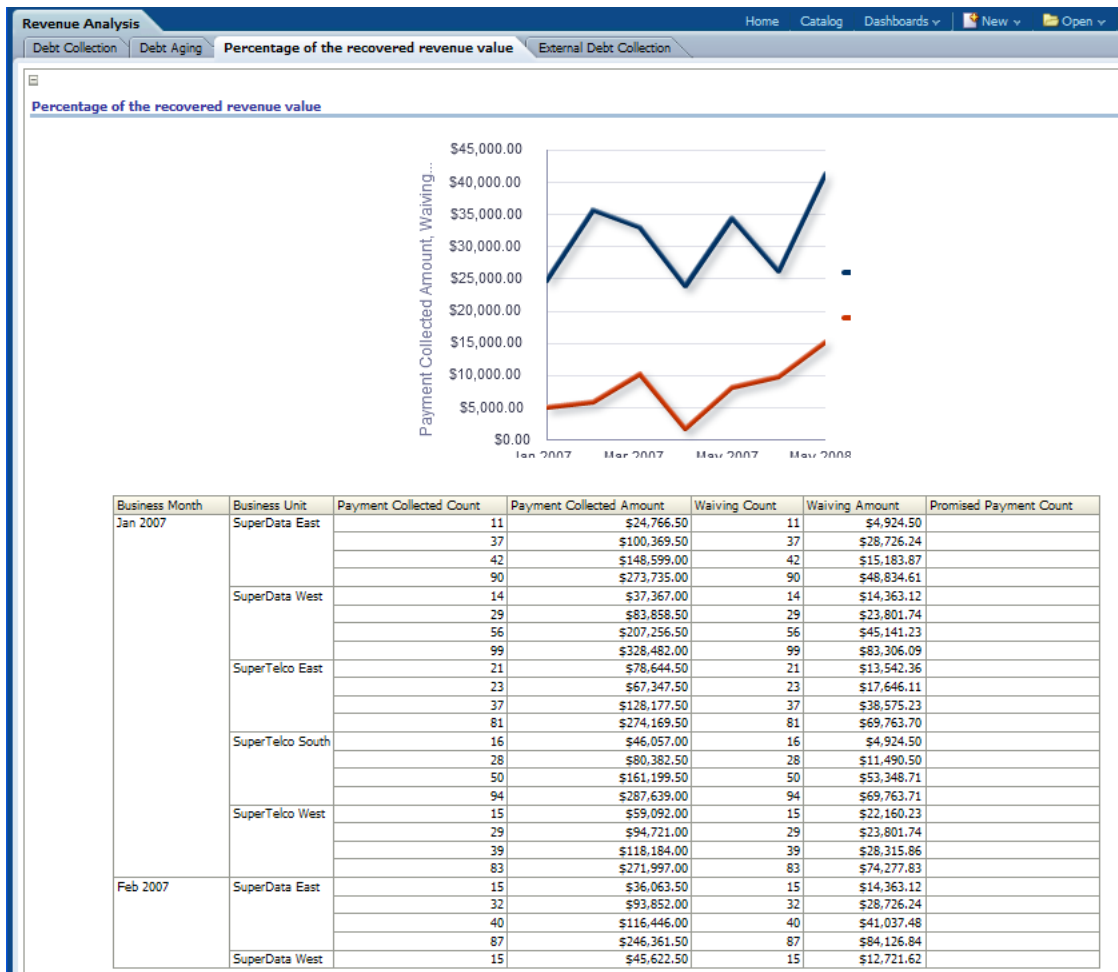 Revenue Analysis
Home Catalog Dashboards New Open
Debt Collection Debt Aging Percentage of the recovered revenue value External Debt Collection
Percentage of the recovered revenue value
$45,000.00
$40,000.00
$35,000.00
$30,000.00
$25,000.00
$20,000.00
$15,000.00
$10,000.00
$5,000.00
$0.00
Payment Collected Amount, Waiving...
Jan 2007 Mar 2007 May 2007 May 2008
Business Month Business Unit Payment Collected Count Payment Collected Amount Waiving Count Waiving Amount Promised Payment Count
Jan 2007 SuperData East 11 $24,766.50 11 $4,924.50
37 $100,369.50 37 $28,726.24
42 $148,599.00 42 $15,183.87
90 $273,735.00 90 $48,834.61
SuperData West 14 $37,367.00 14 $14,363.12
29 $83,858.50 29 $23,801.74
56 $207,256.50 56 $45,141.23
99 $328,482.00 99 $83,306.09
SuperTelco East 21 $78,644.50 21 $13,542.36
23 $67,347.50 23 $17,646.11
37 $128,177.50 37 $38,575.23
81 $274,169.50 81 $69,763.70
SuperTelco South 16 $46,057.00 16 $4,924.50
28 $80,382.50 28 $11,490.50
50 $161,199.50 50 $53,348.71
94 $287,639.00 94 $69,763.71
SuperTelco West 15 $59,092.00 15 $22,160.23
29 $94,721.00 29 $23,801.74
39 $118,184.00 39 $28,315.86
83 $271,997.00 83 $74,277.83
Feb 2007 SuperData East 15 $36,063.50 15 $14,363.12
32 $93,852.00 32 $28,726.24
40 $116,446.00 40 $41,037.48
87 $246,361.50 87 $84,126.84
SuperData West 15 $45,622.50 15 $12,721.62